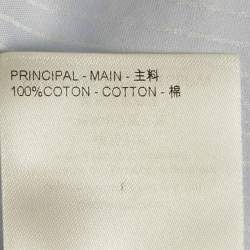 PRINCIPAL - MAIN - 主料
100%COTON - COTTON - 棉